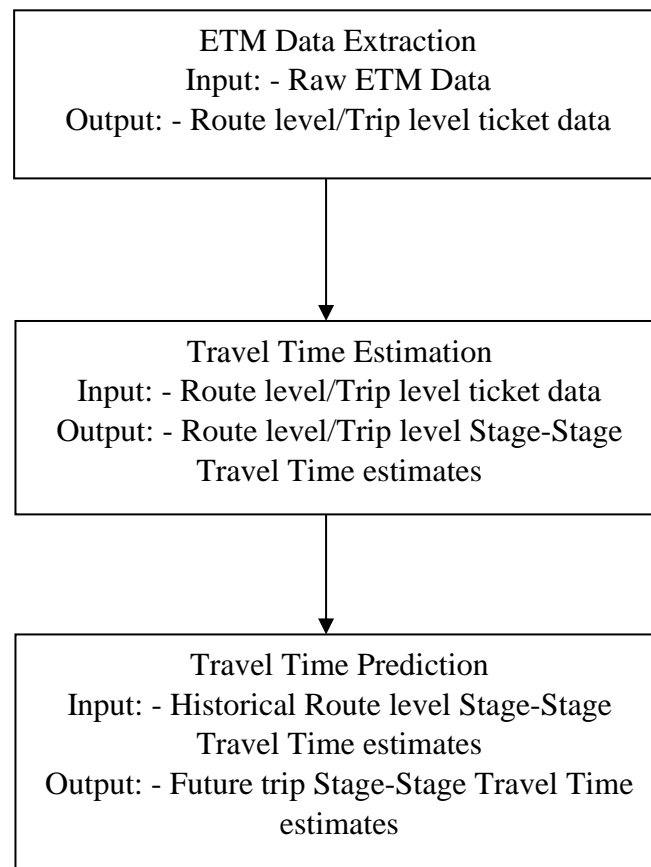 ETM Data Extraction
Input: - Raw ETM Data
Output: - Route level/Trip level ticket data
Travel Time Estimation
Input: - Route level/Trip level ticket data
Output: - Route level/Trip level Stage-Stage
Travel Time estimates
Travel Time Prediction
Input: - Historical Route level Stage-Stage
Travel Time estimates
Output: - Future trip Stage-Stage Travel Time
estimates